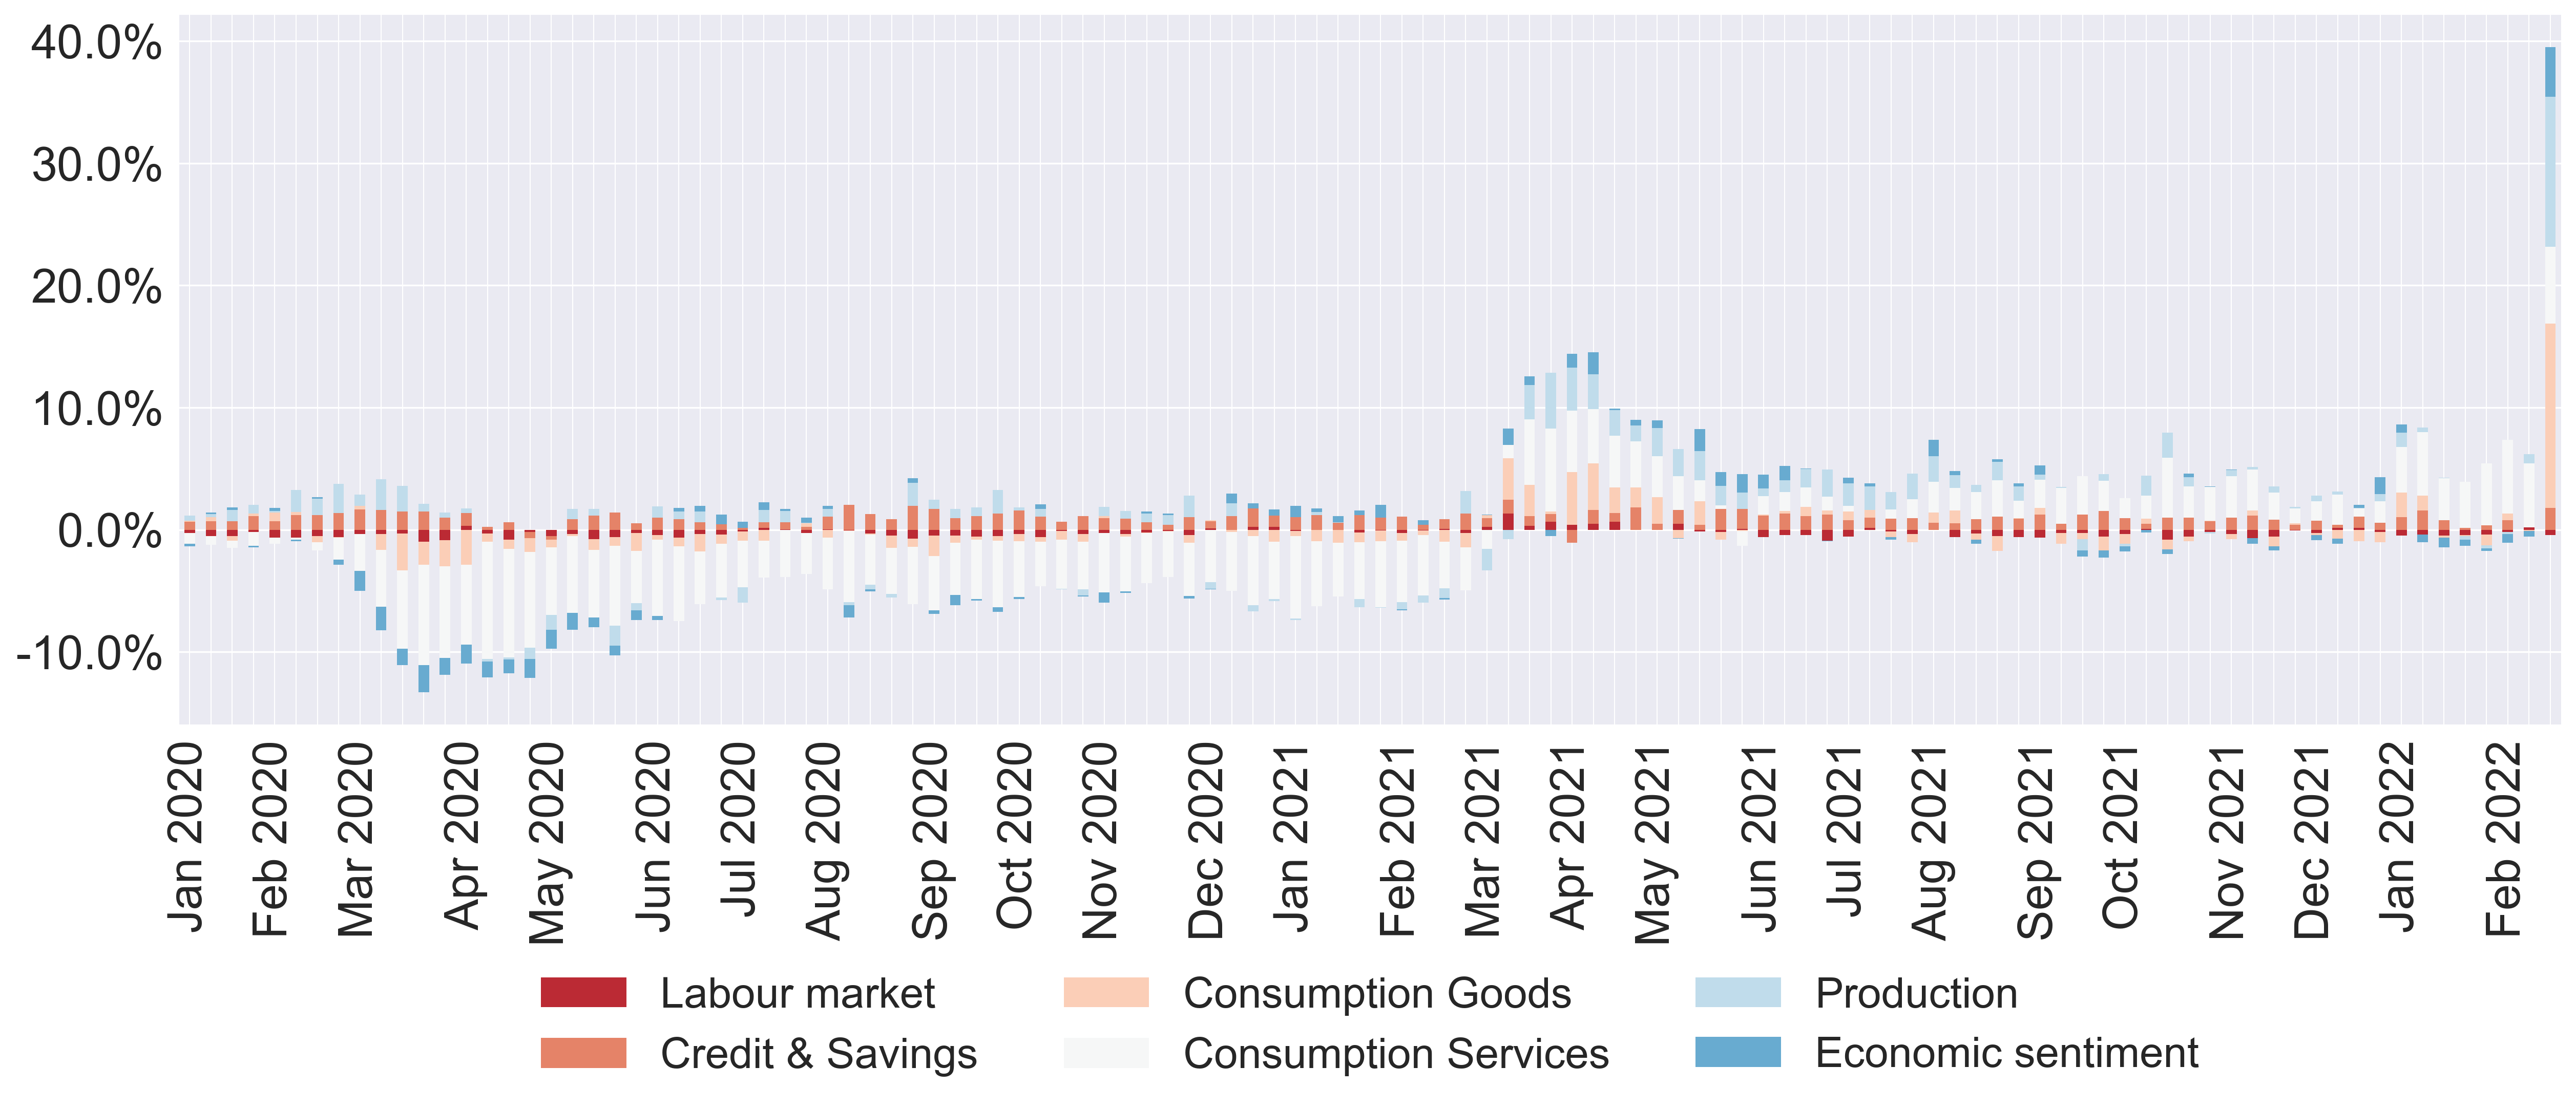 40.0%
30.0%
20.0%
10.0%
0.0%
-10.0%
Jan 2020
Feb 2020
Mar 2020
Apr 2020
May 2020
Jun 2020
Jul 2020
Aug 2020
Sep 2020
Oct 2020
Nov 2020
Dec 2020
Jan 2021
Feb 2021
Mar 2021
Apr 2021
May 2021
Jun 2021
Jul 2021
Aug 2021
Sep 2021
Oct 2021
Nov 2021
Dec 2021
Jan 2022
Feb 2022
Labour market
Credit & Savings
Consumption Goods
Consumption Services
Production
Economic sentiment